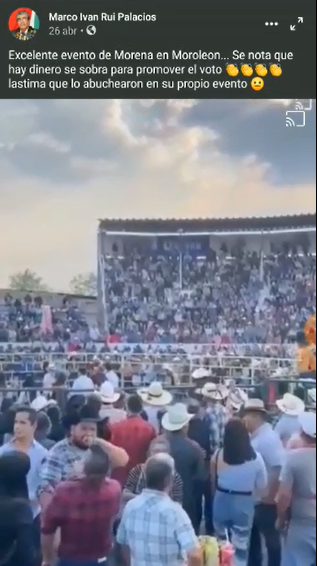 Marco Ivan Rui Palacios
26 abr •
Excelente evento de Morena en Moroleon... Se nota que
hay dinero se sobra para promover el voto 👏👏👏👏
lastima que lo abuchearon en su propio evento 🙁